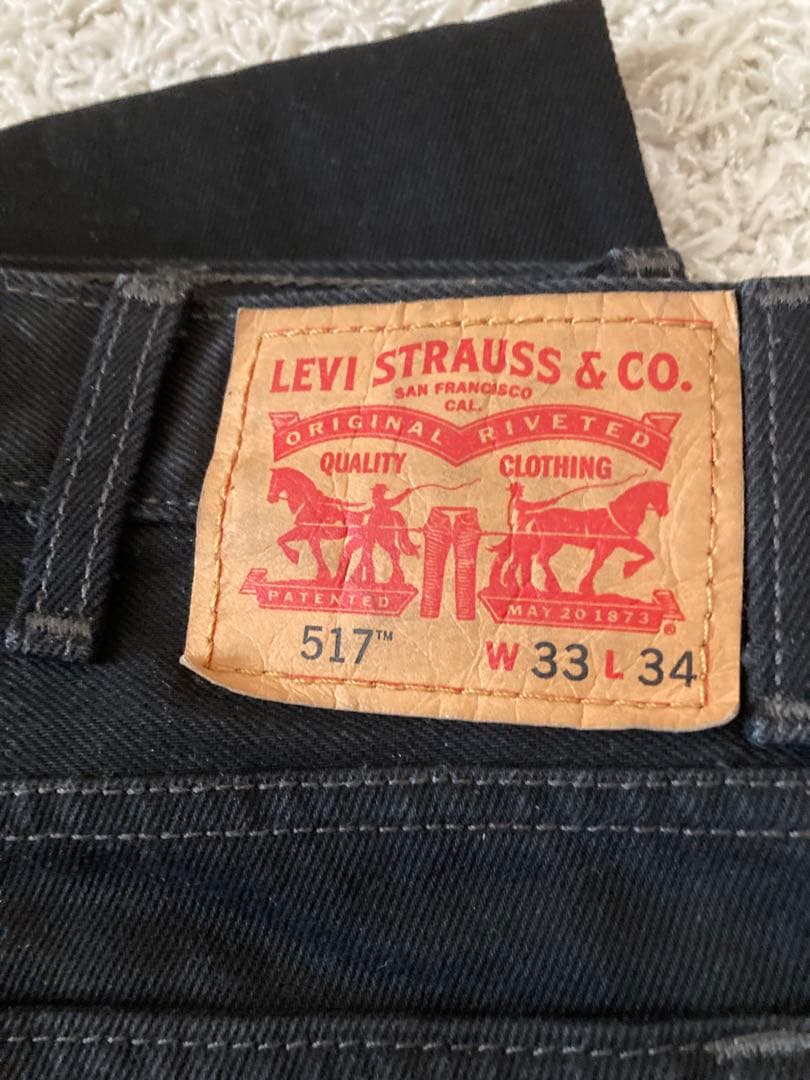 LEVI STRAUSS & CO.
SAN FRANCISCO
CAL.
ORIGINAL RIVETED
QUALITY CLOTHING
PATENTED MAY 20 1873 ®
517™ W 33 L 34